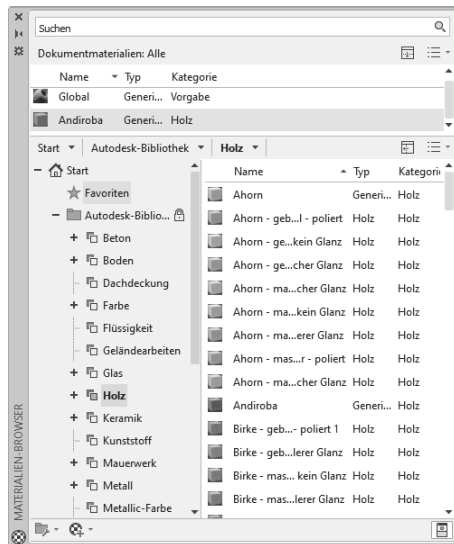 Suchen
Dokumentmaterialien: Alle
Name Typ Kategorie
Global Generi... Vorgabe
Andiroba Generi... Holz
Start Autodesk-Bibliothek Holz
Start
Favoriten
Autodesk-Biblio...
Beton
Boden
Dachdeckung
Farbe
Flüssigkeit
Geländearbeiten
Glas
Holz
Keramik
Kunststoff
Mauerwerk
Metall
Metallic-Farbe
Name Typ Kategorie
Ahorn Generi... Holz
Ahorn - geb...l - poliert Holz Holz
Ahorn - ge...kein Glanz Holz Holz
Ahorn - ge...cher Glanz Holz Holz
Ahorn - ma...cher Glanz Holz Holz
Ahorn - ma...kein Glanz Holz Holz
Ahorn - ma...erer Glanz Holz Holz
Ahorn - mas...r - poliert Holz Holz
Ahorn - ma...cher Glanz Holz Holz
Andiroba Generi... Holz
Birke - geb...- poliert 1 Holz Holz
Birke - geb...lerer Glanz Holz Holz
Birke - mas... kein Glanz Holz Holz
Birke - mas...lerer Glanz Holz Holz
MATERIALIEN-BROWSER